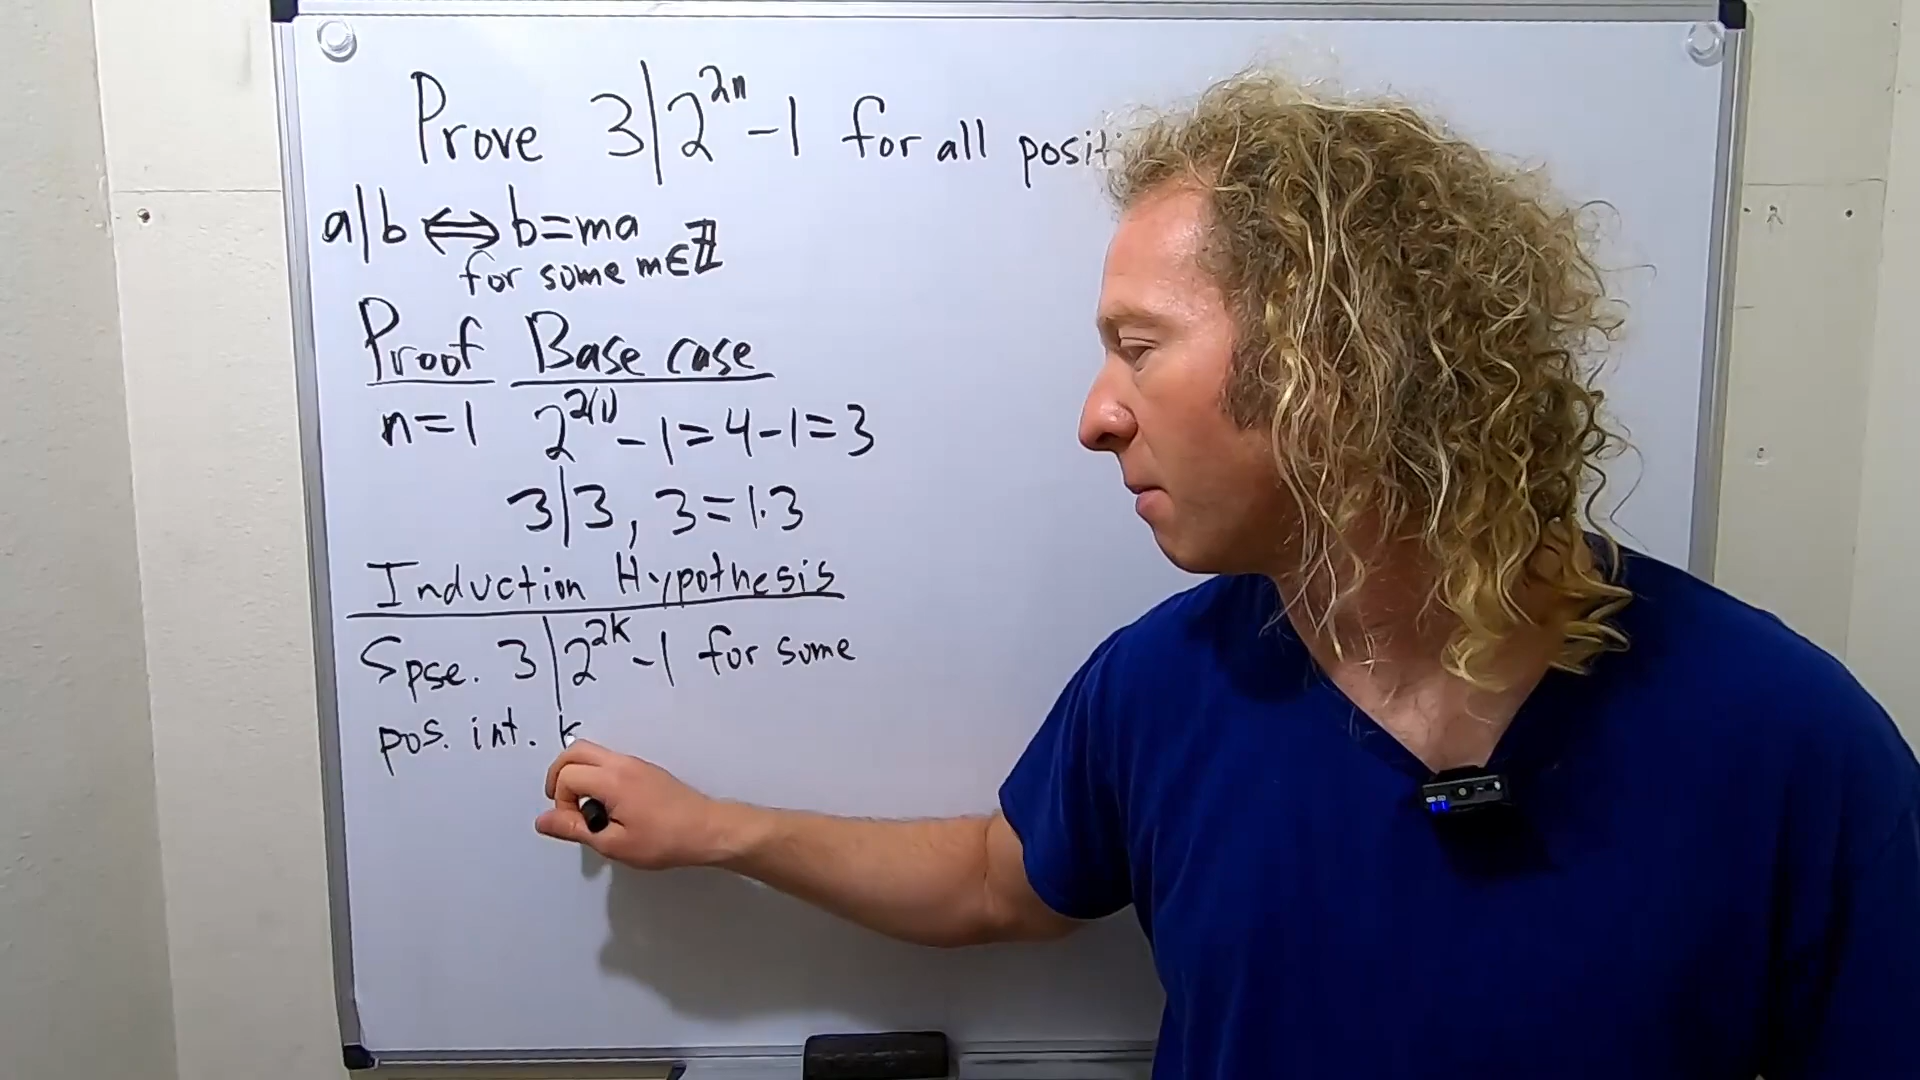 Prove 3|2^{2n}-1 for all posit
a|b ⟺ b=ma
for some m∈ℤ
Proof Base case
n=1 2^{2(1)}-1=4-1=3
3|3, 3=1·3
Induction Hypothesis
Spse. 3|2^{2k}-1 for some
pos. int. k